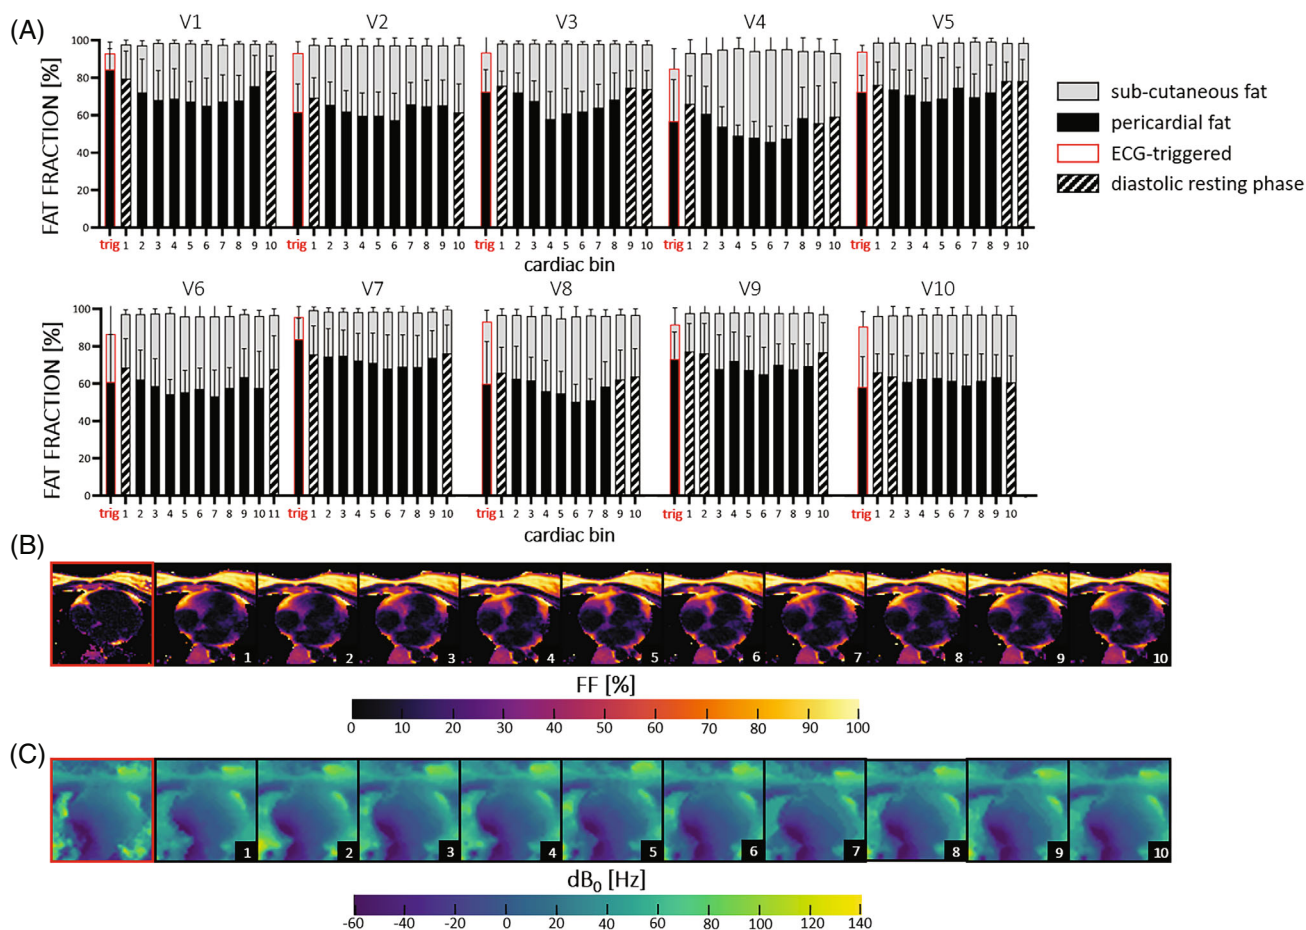 (A)
V1 V2 V3 V4 V5
FAT FRACTION [%]
100
80
60
40
20
0
trig 1 2 3 4 5 6 7 8 9 10 trig 1 2 3 4 5 6 7 8 9 10 trig 1 2 3 4 5 6 7 8 9 10 trig 1 2 3 4 5 6 7 8 9 10 trig 1 2 3 4 5 6 7 8 9 10
cardiac bin
sub-cutaneous fat
pericardial fat
ECG-triggered
diastolic resting phase
V6 V7 V8 V9 V10
FAT FRACTION [%]
100
80
60
40
20
0
trig 1 2 3 4 5 6 7 8 9 10 11 trig 1 2 3 4 5 6 7 8 9 10 trig 1 2 3 4 5 6 7 8 9 10 trig 1 2 3 4 5 6 7 8 9 10 trig 1 2 3 4 5 6 7 8 9 10
cardiac bin
(B)
1 2 3 4 5 6 7 8 9 10
FF [%]
0 10 20 30 40 50 60 70 80 90 100
(C)
1 2 3 4 5 6 7 8 9 10
dB₀ [Hz]
-60 -40 -20 0 20 40 60 80 100 120 140